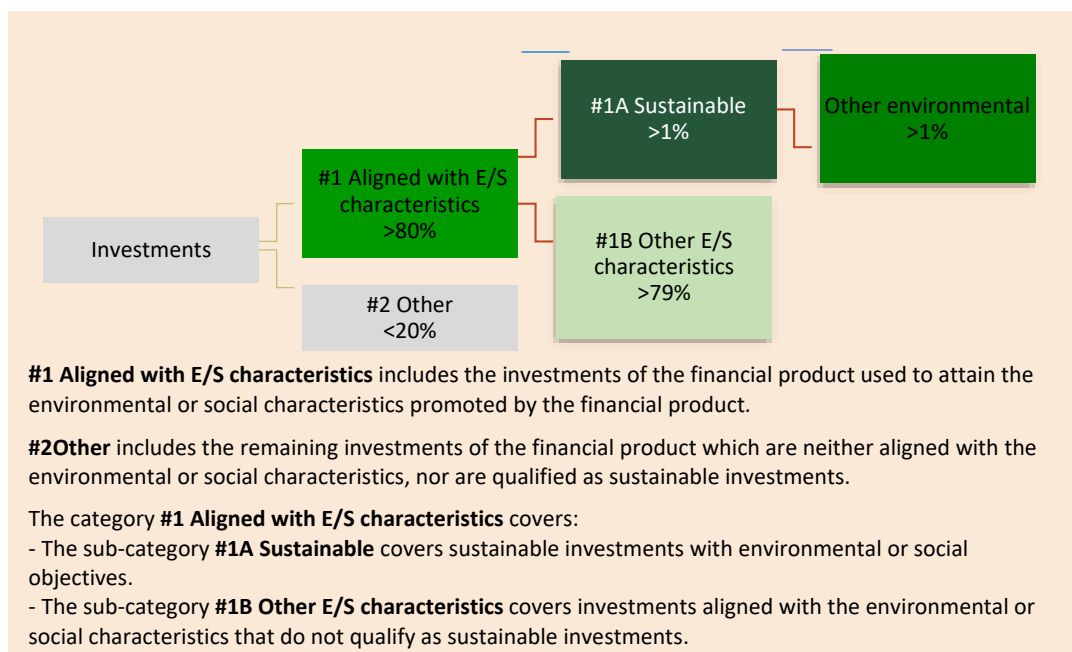 #1A Sustainable
>1%
Other environmental
>1%
#1 Aligned with E/S
characteristics
>80%
Investments
#1B Other E/S
characteristics
>79%
#2 Other
<20%
#1 Aligned with E/S characteristics includes the investments of the financial product used to attain the
environmental or social characteristics promoted by the financial product.
#2Other includes the remaining investments of the financial product which are neither aligned with the
environmental or social characteristics, nor are qualified as sustainable investments.
The category #1 Aligned with E/S characteristics covers:
- The sub-category #1A Sustainable covers sustainable investments with environmental or social
objectives.
- The sub-category #1B Other E/S characteristics covers investments aligned with the environmental or
social characteristics that do not qualify as sustainable investments.